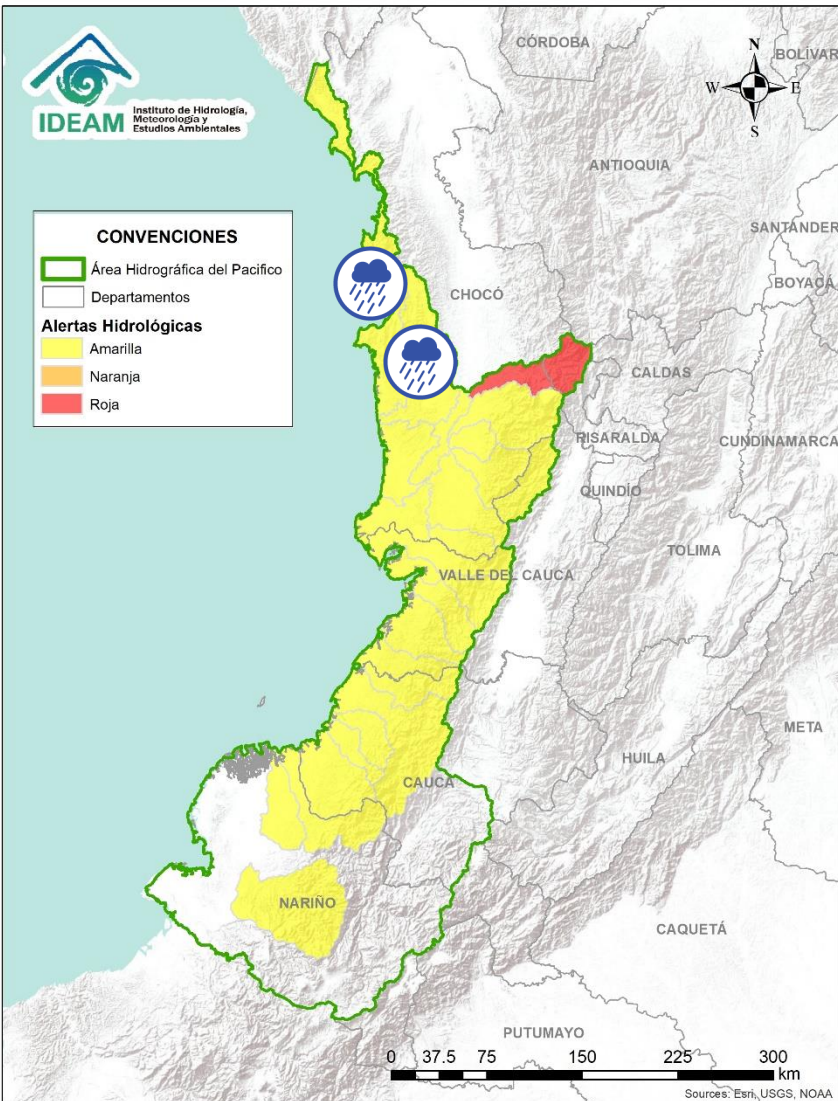 IDEAM
Instituto de Hidrología,
Meteorología y
Estudios Ambientales
CÓRDOBA
BOLÍVAR
N
W
E
S
ANTIOQUIA
SANTANDER
BOYACÁ
CONVENCIONES
Área Hidrográfica del Pacifico
Departamentos
Alertas Hidrológicas
Amarilla
Naranja
Roja
CHOCÓ
CALDAS
RISARALDA
CUNDINAMARCA
QUINDÍO
TOLIMA
VALLE DEL CAUCA
META
HUILA
CAUCA
NARIÑO
CAQUETÁ
PUTUMAYO
0 37.5 75 150 225 300
km
Sources: Esri, USGS, NOAA